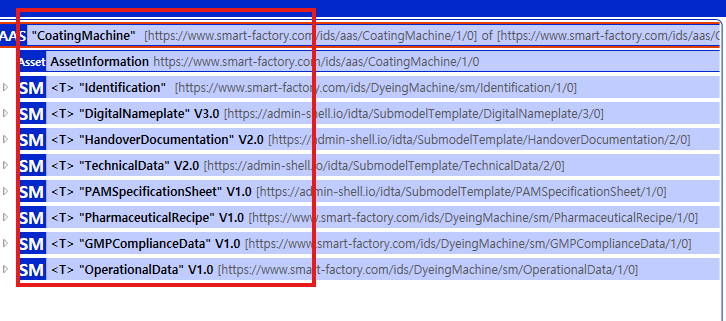 AAS "CoatingMachine" [https://www.smart-factory.com/ids/aas/CoatingMachine/1/0] of [https://www.smart-factory.com/ids/aas/C
Asset AssetInformation https://www.smart-factory.com/ids/aas/CoatingMachine/1/0
SM <T> "Identification" [https://www.smart-factory.com/ids/DyeingMachine/sm/Identification/1/0]
SM <T> "DigitalNameplate" V3.0 [https://admin-shell.io/idta/SubmodelTemplate/DigitalNameplate/3/0]
SM <T> "HandoverDocumentation" V2.0 [https://admin-shell.io/idta/SubmodelTemplate/HandoverDocumentation/2/0]
SM <T> "TechnicalData" V2.0 [https://admin-shell.io/idta/SubmodelTemplate/TechnicalData/2/0]
SM <T> "PAMSpecificationSheet" V1.0 [https://admin-shell.io/idta/SubmodelTemplate/PAMSpecificationSheet/1/0]
SM <T> "PharmaceuticalRecipe" V1.0 [https://www.smart-factory.com/ids/DyeingMachine/sm/PharmaceuticalRecipe/1/0]
SM <T> "GMPComplianceData" V1.0 [https://www.smart-factory.com/ids/DyeingMachine/sm/GMPComplianceData/1/0]
SM <T> "OperationalData" V1.0 [https://www.smart-factory.com/ids/DyeingMachine/sm/OperationalData/1/0]